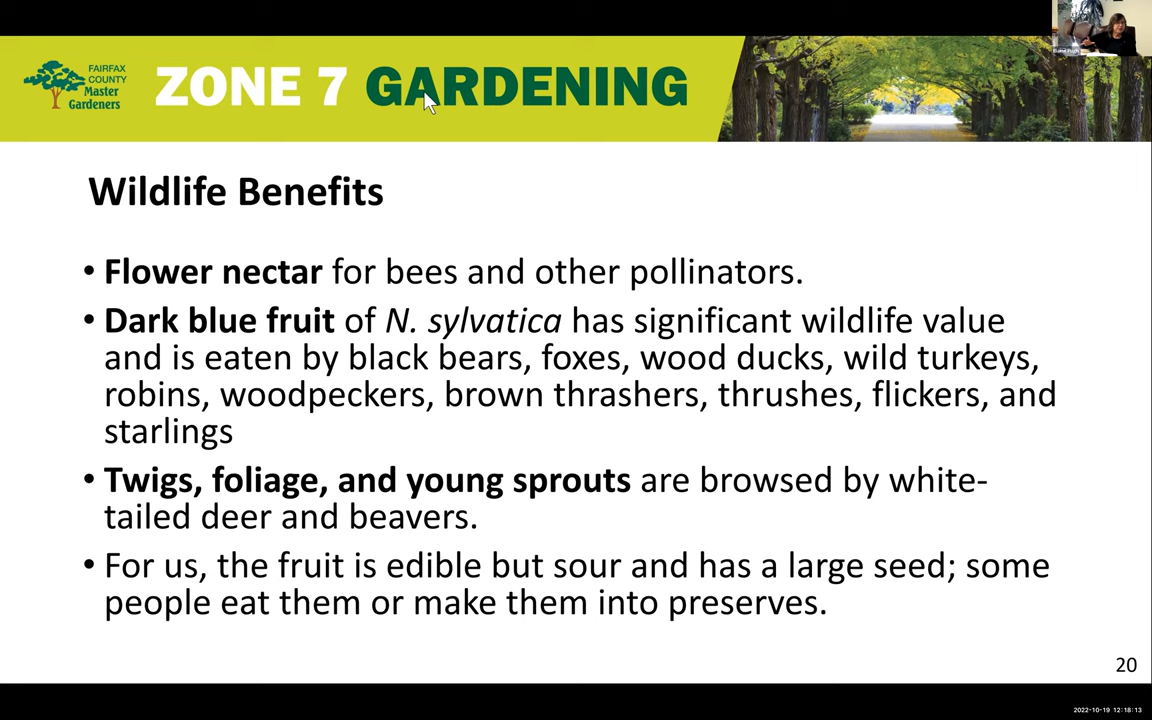 FAIRFAX
COUNTY
Master
Gardeners
ZONE 7 GARDENING
Wildlife Benefits
• Flower nectar for bees and other pollinators.
• Dark blue fruit of N. sylvatica has significant wildlife value
and is eaten by black bears, foxes, wood ducks, wild turkeys,
robins, woodpeckers, brown thrashers, thrushes, flickers, and
starlings
• Twigs, foliage, and young sprouts are browsed by white-
tailed deer and beavers.
• For us, the fruit is edible but sour and has a large seed; some
people eat them or make them into preserves.
20
2022-10-19 12:18:13